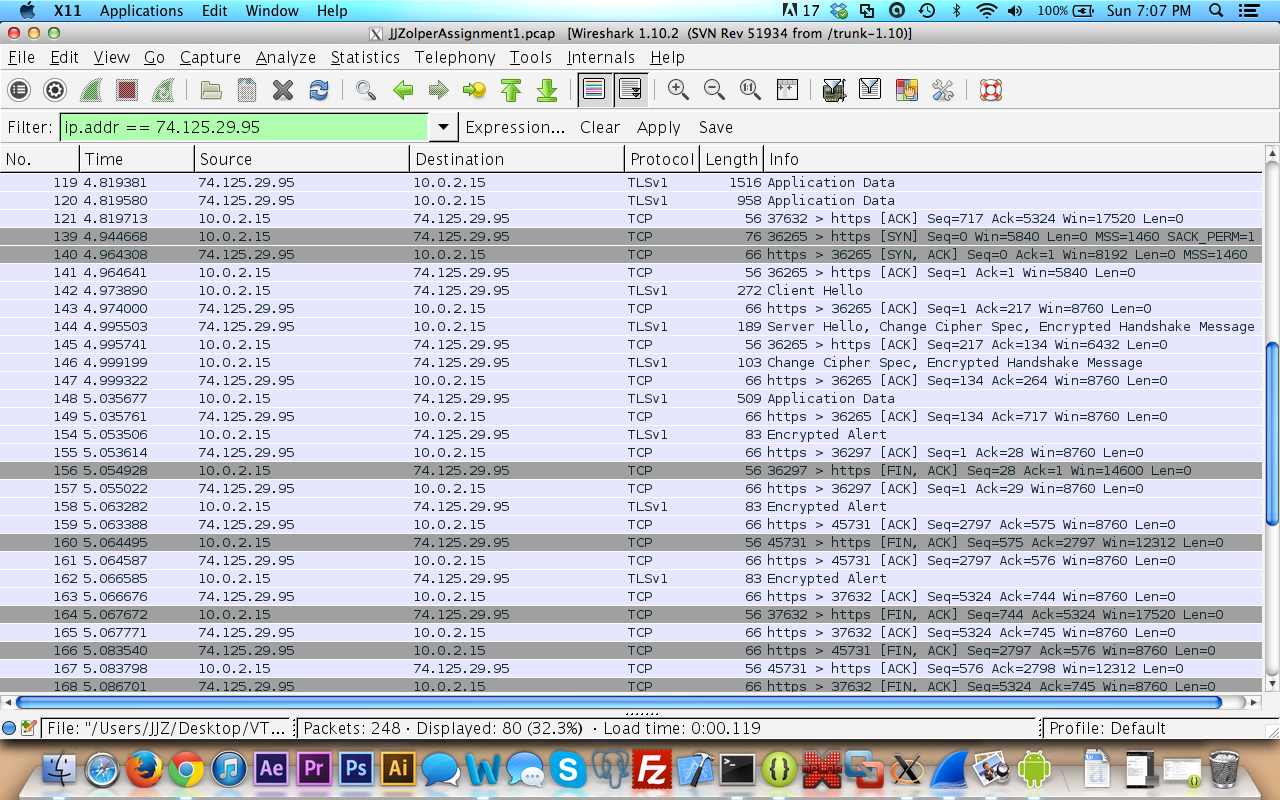 X11 Applications Edit Window Help 17 100% Sun 7:07 PM
JJZolperAssignment1.pcap [Wireshark 1.10.2 (SVN Rev 51934 from /trunk-1.10)]
File Edit View Go Capture Analyze Statistics Telephony Tools Internals Help
Filter: ip.addr == 74.125.29.95 Expression... Clear Apply Save
No. Time Source Destination Protocol Length Info
119 4.819381 74.125.29.95 10.0.2.15 TLSv1 1516 Application Data
120 4.819580 74.125.29.95 10.0.2.15 TLSv1 958 Application Data
121 4.819713 10.0.2.15 74.125.29.95 TCP 56 37632 > https [ACK] Seq=717 Ack=5324 Win=17520 Len=0
139 4.944668 10.0.2.15 74.125.29.95 TCP 76 36265 > https [SYN] Seq=0 Win=5840 Len=0 MSS=1460 SACK_PERM=1
140 4.964308 74.125.29.95 10.0.2.15 TCP 66 https > 36265 [SYN, ACK] Seq=0 Ack=1 Win=8192 Len=0 MSS=1460
141 4.964641 10.0.2.15 74.125.29.95 TCP 56 36265 > https [ACK] Seq=1 Ack=1 Win=5840 Len=0
142 4.973890 10.0.2.15 74.125.29.95 TLSv1 272 Client Hello
143 4.974000 74.125.29.95 10.0.2.15 TCP 66 https > 36265 [ACK] Seq=1 Ack=217 Win=8760 Len=0
144 4.995503 74.125.29.95 10.0.2.15 TLSv1 189 Server Hello, Change Cipher Spec, Encrypted Handshake Message
145 4.995741 10.0.2.15 74.125.29.95 TCP 56 36265 > https [ACK] Seq=217 Ack=134 Win=6432 Len=0
146 4.999199 10.0.2.15 74.125.29.95 TLSv1 103 Change Cipher Spec, Encrypted Handshake Message
147 4.999322 74.125.29.95 10.0.2.15 TCP 66 https > 36265 [ACK] Seq=134 Ack=264 Win=8760 Len=0
148 5.035677 10.0.2.15 74.125.29.95 TLSv1 509 Application Data
149 5.035761 74.125.29.95 10.0.2.15 TCP 66 https > 36265 [ACK] Seq=134 Ack=717 Win=8760 Len=0
154 5.053506 10.0.2.15 74.125.29.95 TLSv1 83 Encrypted Alert
155 5.053614 74.125.29.95 10.0.2.15 TCP 66 https > 36297 [ACK] Seq=1 Ack=28 Win=8760 Len=0
156 5.054928 10.0.2.15 74.125.29.95 TCP 56 36297 > https [FIN, ACK] Seq=28 Ack=1 Win=14600 Len=0
157 5.055022 74.125.29.95 10.0.2.15 TCP 66 https > 36297 [ACK] Seq=1 Ack=29 Win=8760 Len=0
158 5.063282 10.0.2.15 74.125.29.95 TLSv1 83 Encrypted Alert
159 5.063388 74.125.29.95 10.0.2.15 TCP 66 https > 45731 [ACK] Seq=2797 Ack=575 Win=8760 Len=0
160 5.064495 10.0.2.15 74.125.29.95 TCP 56 45731 > https [FIN, ACK] Seq=575 Ack=2797 Win=12312 Len=0
161 5.064587 74.125.29.95 10.0.2.15 TCP 66 https > 45731 [ACK] Seq=2797 Ack=576 Win=8760 Len=0
162 5.066585 10.0.2.15 74.125.29.95 TLSv1 83 Encrypted Alert
163 5.066676 74.125.29.95 10.0.2.15 TCP 66 https > 37632 [ACK] Seq=5324 Ack=744 Win=8760 Len=0
164 5.067672 10.0.2.15 74.125.29.95 TCP 56 37632 > https [FIN, ACK] Seq=744 Ack=5324 Win=17520 Len=0
165 5.067771 74.125.29.95 10.0.2.15 TCP 66 https > 37632 [ACK] Seq=5324 Ack=745 Win=8760 Len=0
166 5.083540 74.125.29.95 10.0.2.15 TCP 66 https > 45731 [FIN, ACK] Seq=2797 Ack=576 Win=8760 Len=0
167 5.083798 10.0.2.15 74.125.29.95 TCP 56 45731 > https [ACK] Seq=576 Ack=2798 Win=12312 Len=0
168 5.086701 74.125.29.95 10.0.2.15 TCP 66 https > 37632 [FIN, ACK] Seq=5324 Ack=745 Win=8760 Len=0
File: "/Users/JJZ/Desktop/VT... Packets: 248 · Displayed: 80 (32.3%) · Load time: 0:00.119 Profile: Default
Ae Pr Ps Ai W S Fz X